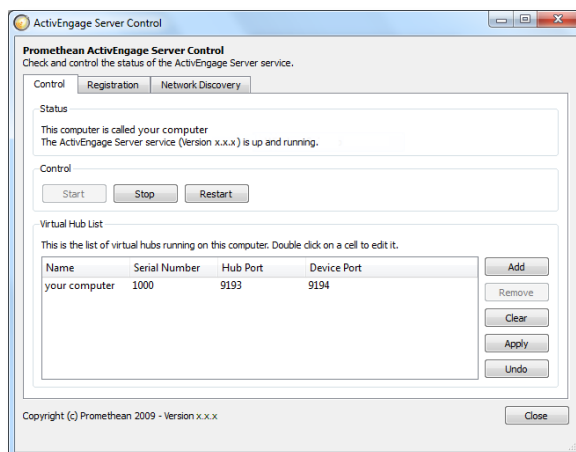 ActivEngage Server Control
Promethean ActivEngage Server Control
Check and control the status of the ActivEngage Server service.
Control Registration Network Discovery
Status
This computer is called your computer
The ActivEngage Server service (Version x.x.x) is up and running.
Control
Start Stop Restart
Virtual Hub List
This is the list of virtual hubs running on this computer. Double click on a cell to edit it.
Name Serial Number Hub Port Device Port Add
your computer 1000 9193 9194 Remove
Clear
Apply
Undo
Copyright (c) Promethean 2009 - Version x.x.x Close